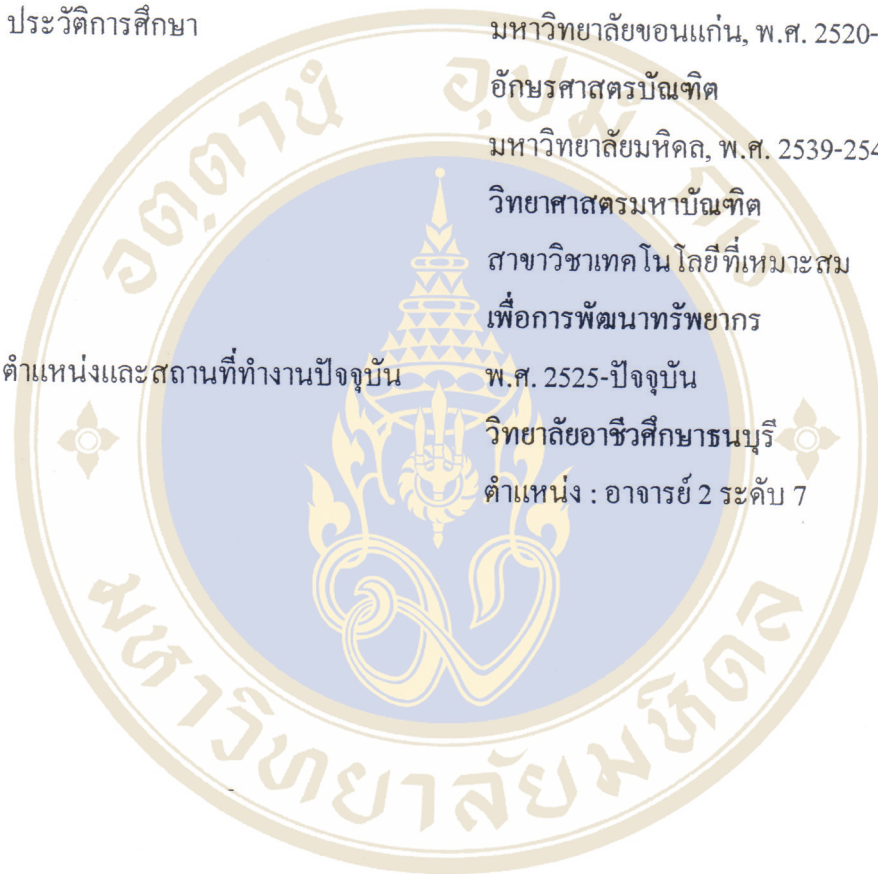 ประวัติการศึกษา มหาวิทยาลัยขอนแก่น, พ.ศ. 2520-
อักษรศาสตรบัณฑิต
มหาวิทยาลัยมหิดล, พ.ศ. 2539-254
วิทยาศาสตรมหาบัณฑิต
สาขาวิชาเทคโนโลยีที่เหมาะสม
เพื่อการพัฒนาทรัพยากร
ตำแหน่งและสถานที่ทำงานปัจจุบัน พ.ศ. 2525-ปัจจุบัน
วิทยาลัยอาชีวศึกษาธนบุรี
ตำแหน่ง : อาจารย์ 2 ระดับ 7
อตฺตานํ อุปมํ กเร
มหาวิทยาลัยมหิดล